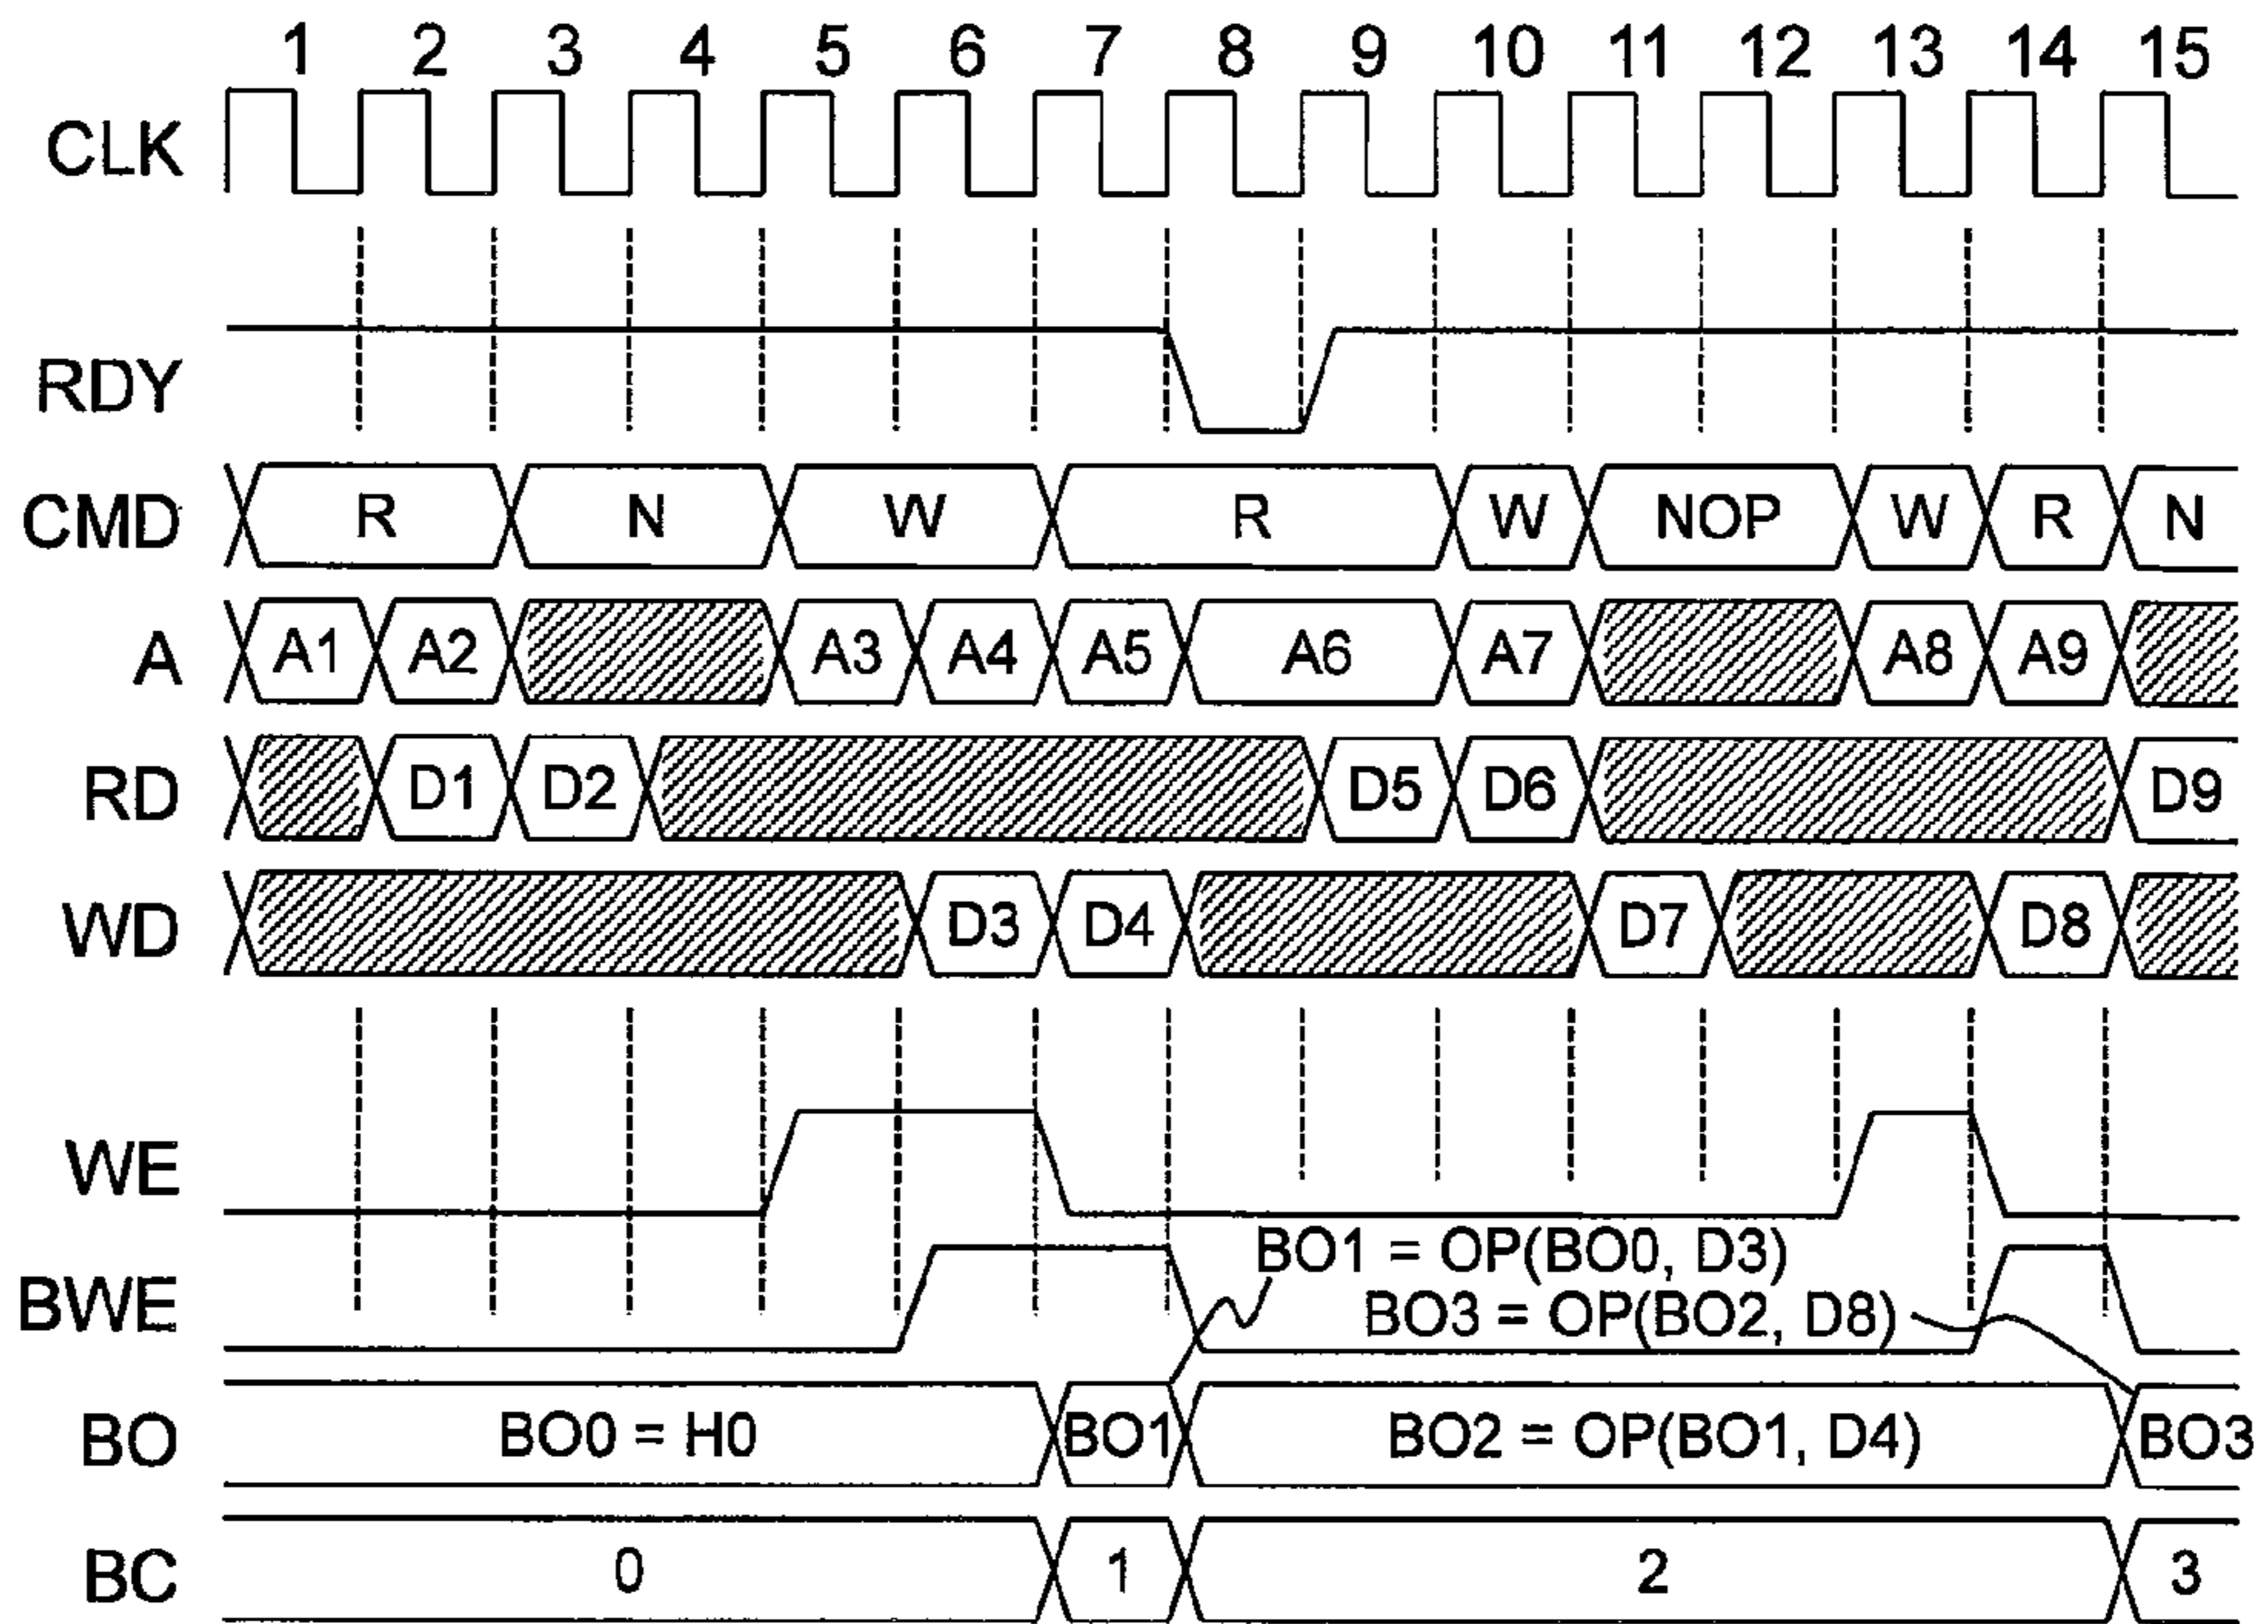 1 2 3 4 5 6 7 8 9 10 11 12 13 14 15
CLK
RDY
CMD R N W R W NOP W R N
A A1 A2 A3 A4 A5 A6 A7 A8 A9
RD D1 D2 D5 D6 D9
WD D3 D4 D7 D8
WE
BO1 = OP(BO0, D3)
BWE BO3 = OP(BO2, D8)
BO BO0 = H0 BO1 BO2 = OP(BO1, D4) BO3
BC 0 1 2 3